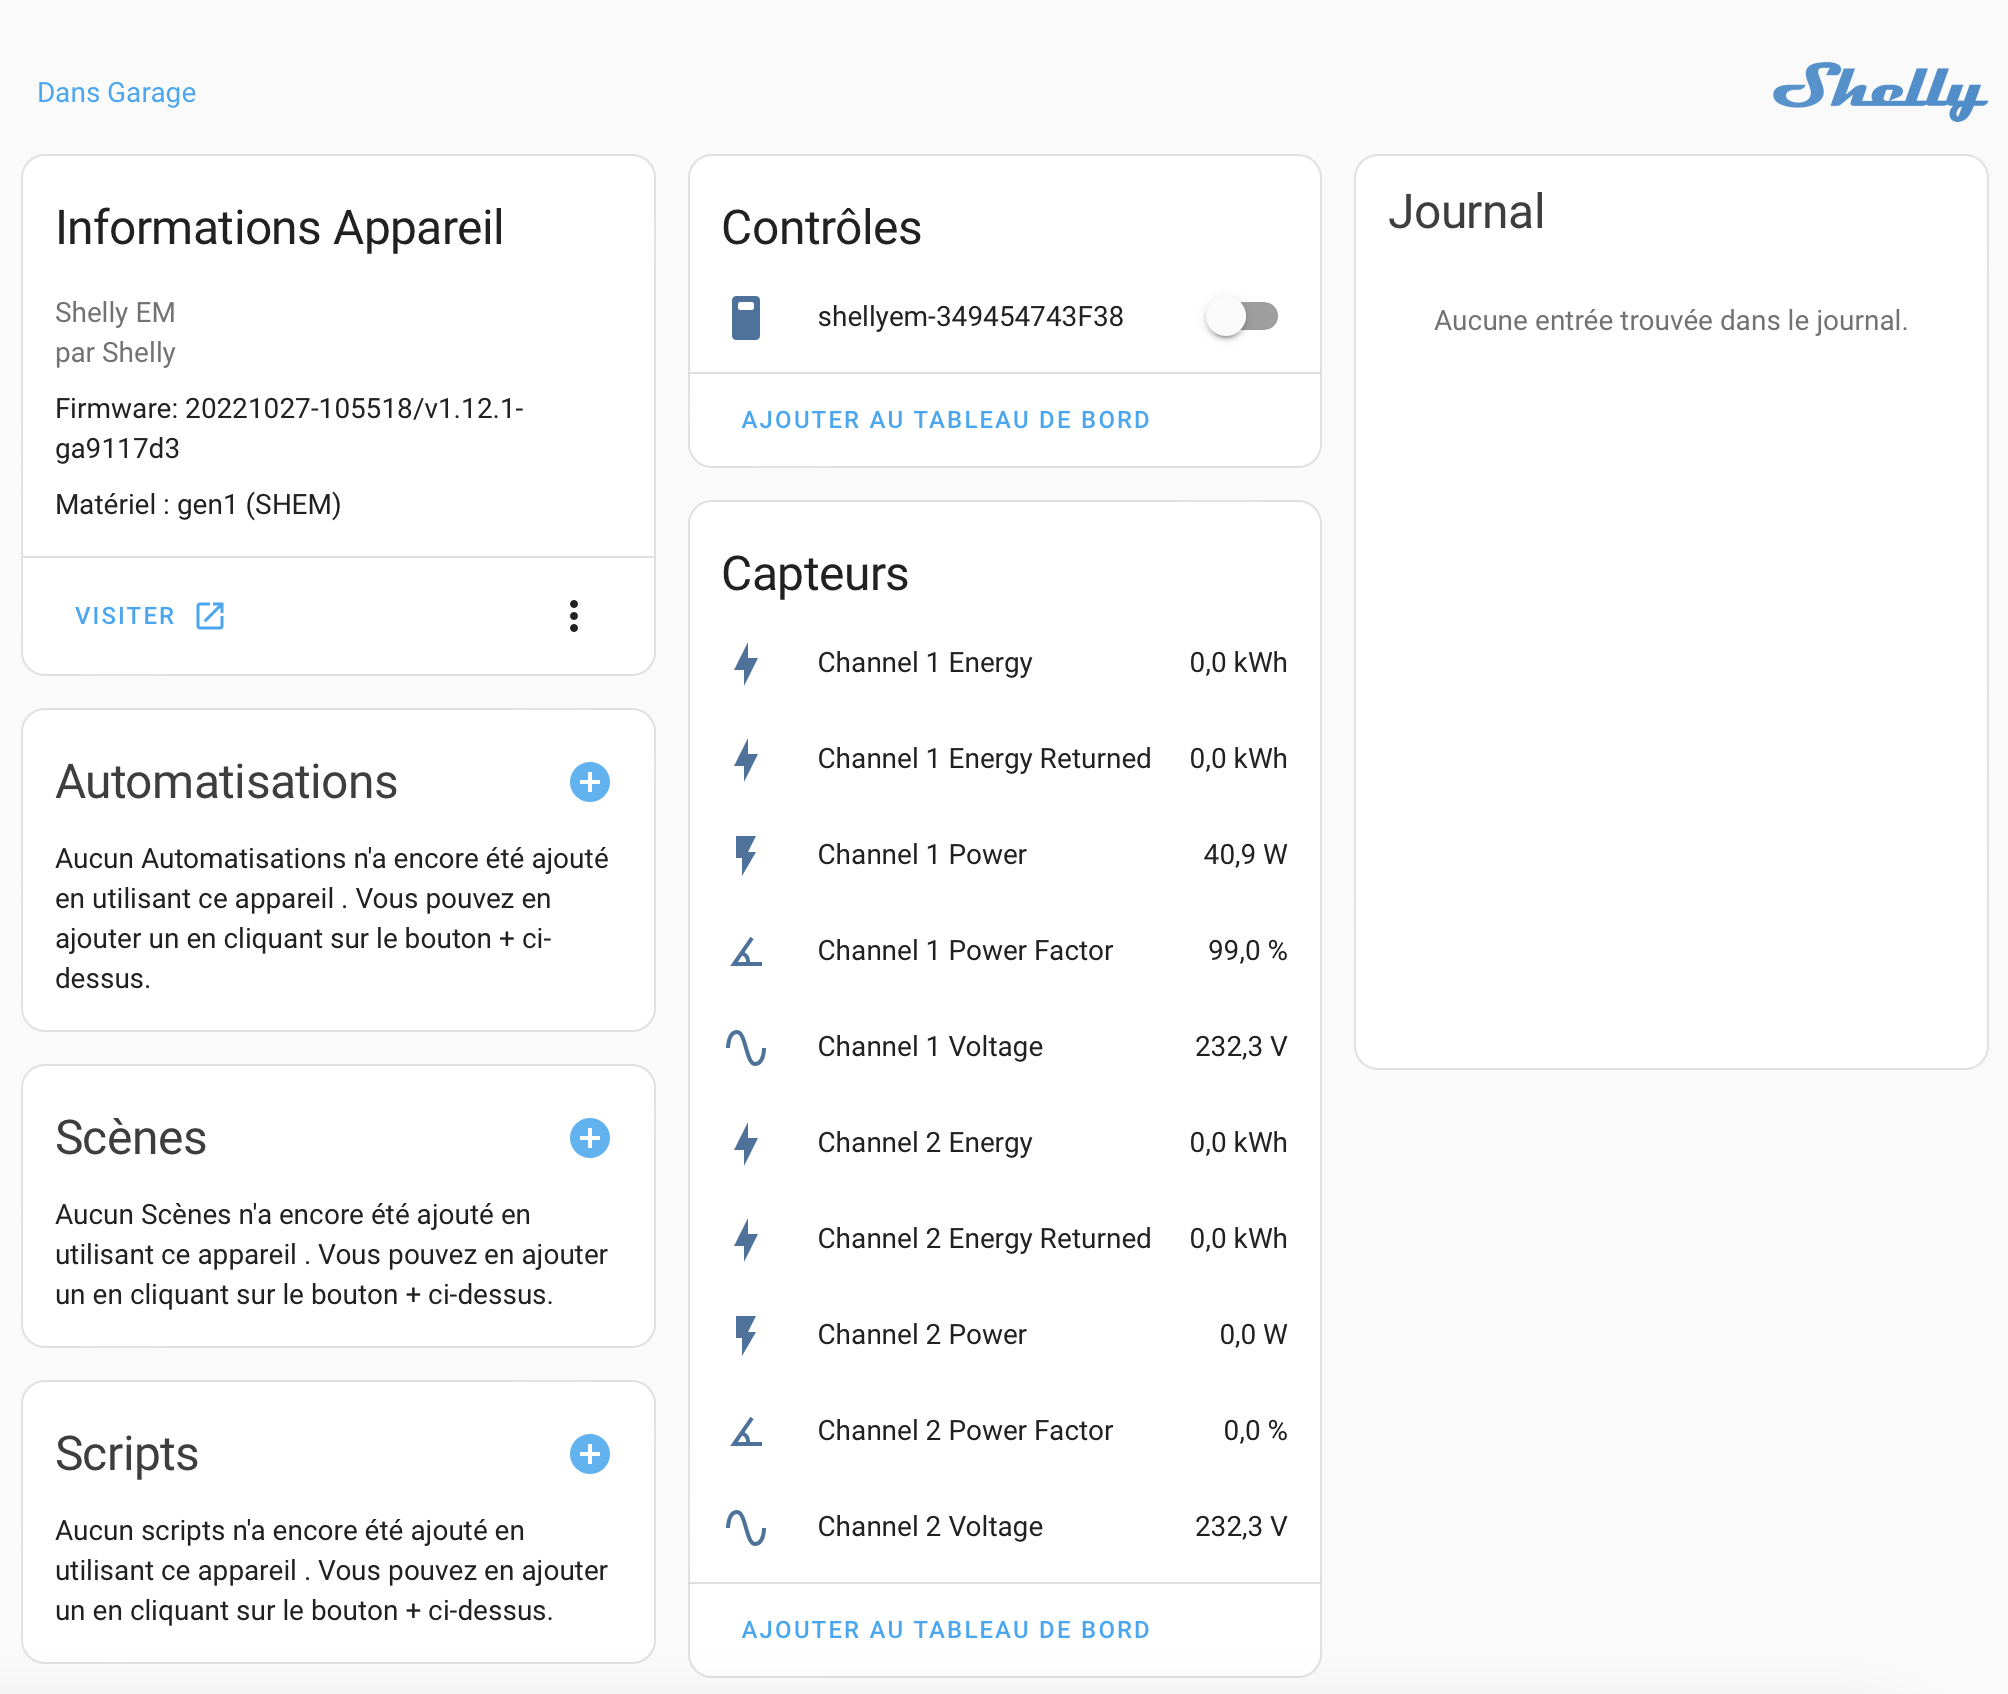 Dans Garage
Shelly
Informations Appareil
Shelly EM
par Shelly
Firmware: 20221027-105518/v1.12.1-
ga9117d3
Matériel : gen1 (SHEM)
VISITER
Automatisations
Aucun Automatisations n'a encore été ajouté
en utilisant ce appareil . Vous pouvez en
ajouter un en cliquant sur le bouton + ci-
dessus.
Scènes
Aucun Scènes n'a encore été ajouté en
utilisant ce appareil . Vous pouvez en ajouter
un en cliquant sur le bouton + ci-dessus.
Scripts
Aucun scripts n'a encore été ajouté en
utilisant ce appareil . Vous pouvez en ajouter
un en cliquant sur le bouton + ci-dessus.
Contrôles
shellyem-349454743F38
AJOUTER AU TABLEAU DE BORD
Capteurs
Channel 1 Energy 0,0 kWh
Channel 1 Energy Returned 0,0 kWh
Channel 1 Power 40,9 W
Channel 1 Power Factor 99,0 %
Channel 1 Voltage 232,3 V
Channel 2 Energy 0,0 kWh
Channel 2 Energy Returned 0,0 kWh
Channel 2 Power 0,0 W
Channel 2 Power Factor 0,0 %
Channel 2 Voltage 232,3 V
AJOUTER AU TABLEAU DE BORD
Journal
Aucune entrée trouvée dans le journal.